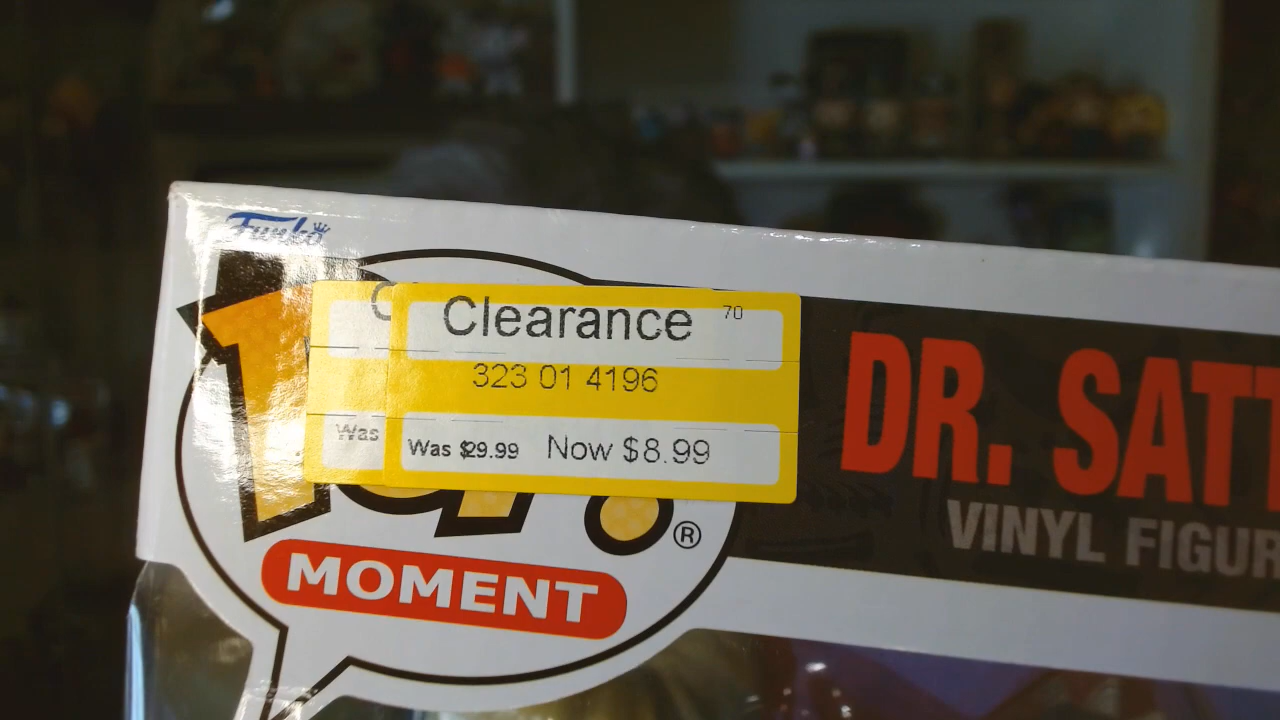 Funko
Clearance 70
323 01 4196
Was
Was $29.99 Now $8.99
®
MOMENT
DR. SATT
VINYL FIGUR